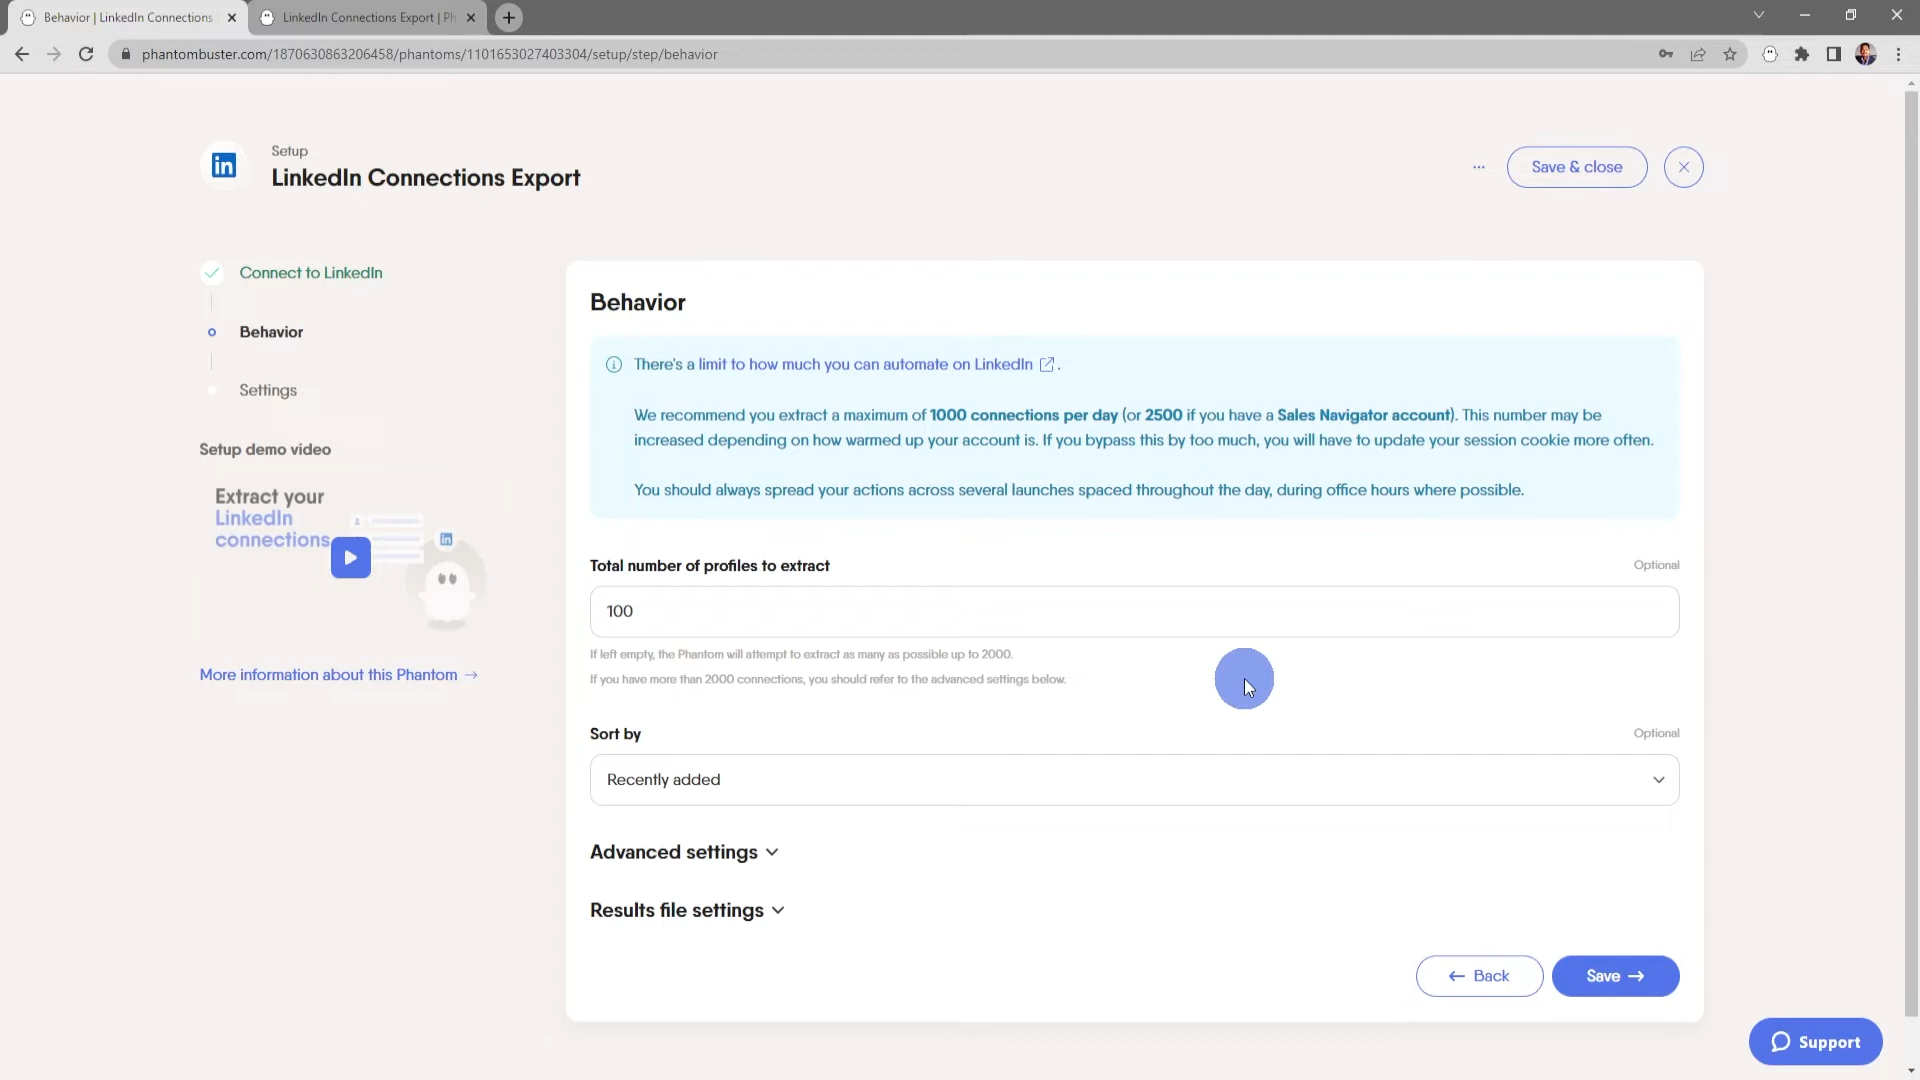 Behavior | LinkedIn Connections
LinkedIn Connections Export | Ph
phantombuster.com/1870630863206458/phantoms/1101653027403304/setup/step/behavior
in
Setup
LinkedIn Connections Export
...
Save & close
Connect to LinkedIn
Behavior
Settings
Setup demo video
Extract your
LinkedIn
connections
in
More information about this Phantom →
Behavior
There's a limit to how much you can automate on LinkedIn .
We recommend you extract a maximum of 1000 connections per day (or 2500 if you have a Sales Navigator account). This number may be
increased depending on how warmed up your account is. If you bypass this by too much, you will have to update your session cookie more often.
You should always spread your actions across several launches spaced throughout the day, during office hours where possible.
Total number of profiles to extract
Optional
100
If left empty, the Phantom will attempt to extract as many as possible up to 2000.
If you have more than 2000 connections, you should refer to the advanced settings below.
Sort by
Optional
Recently added
Advanced settings
Results file settings
← Back
Save →
Support